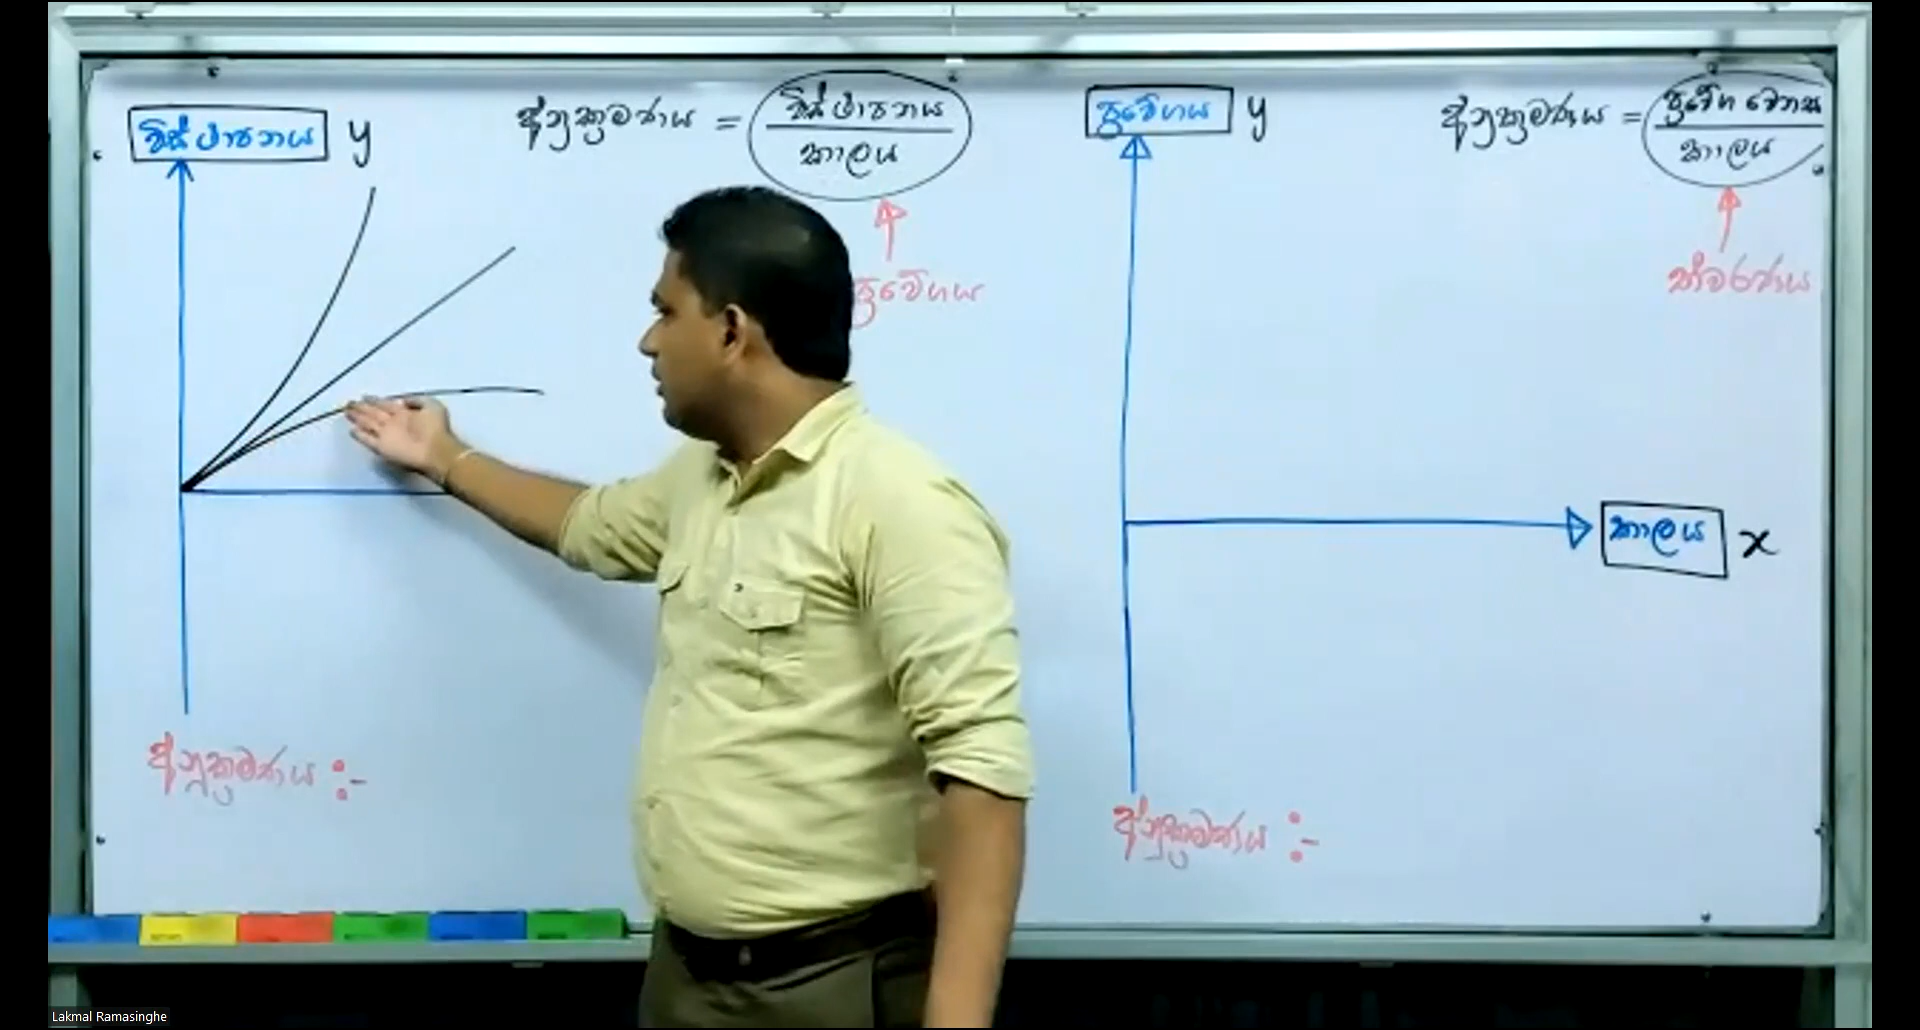 විස්ථාපනය y
අනුක්‍රමණය = විස්ථාපනය
කාලය
ප්‍රවේගය
අනුක්‍රමණය :-
ප්‍රවේගය y
අනුක්‍රමණය = ප්‍රවේග වෙනස
කාලය
ත්වරණය
කාලය x
අනුක්‍රමණය :-
Lakmal Ramasinghe